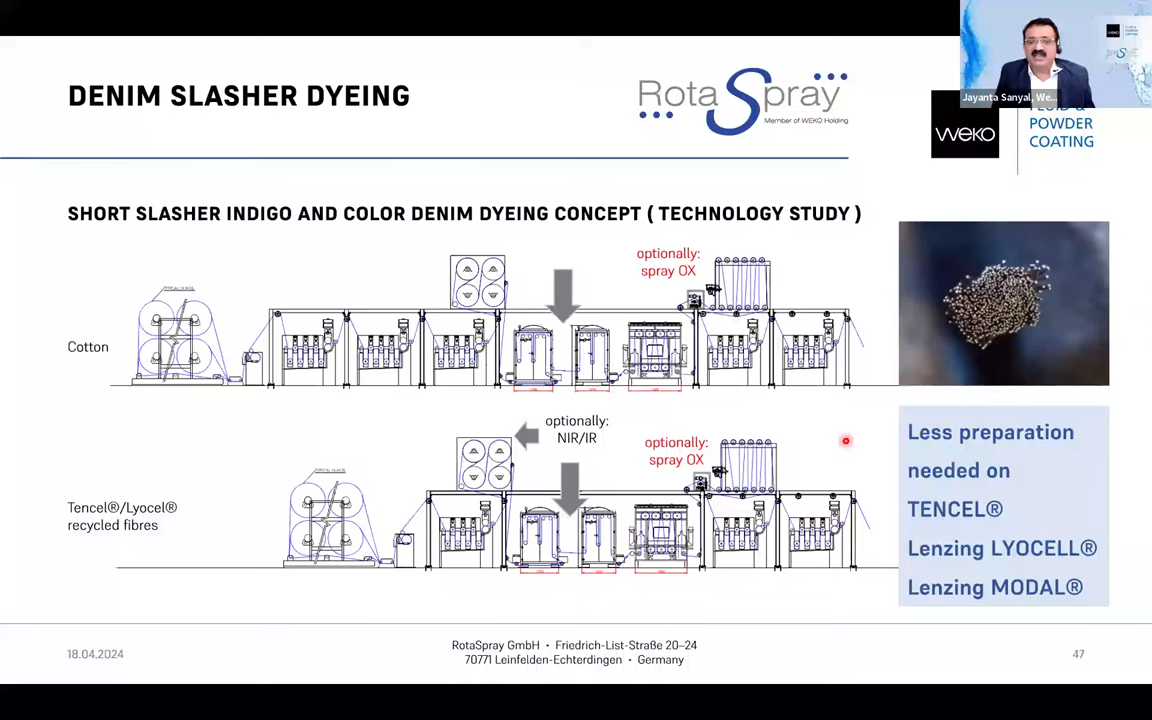 DENIM SLASHER DYEING
RotaSpray
Member of WEKO Holding
Jayanta Sanyal, We...
weko
FLUID &
POWDER
COATING
SHORT SLASHER INDIGO AND COLOR DENIM DYEING CONCEPT ( TECHNOLOGY STUDY )
optionally:
spray OX
Cotton
optionally:
NIR/IR
optionally:
spray OX
Tencel®/Lyocel®
recycled fibres
Less preparation
needed on
TENCEL®
Lenzing LYOCELL®
Lenzing MODAL®
18.04.2024
RotaSpray GmbH • Friedrich-List-Straße 20–24
70771 Leinfelden-Echterdingen • Germany
47